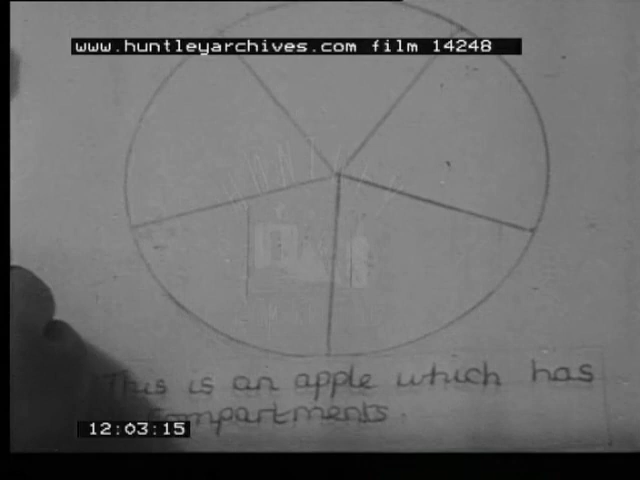 www.huntleyarchives.com film 14248
This is an apple which has
compartments.
12:03:15